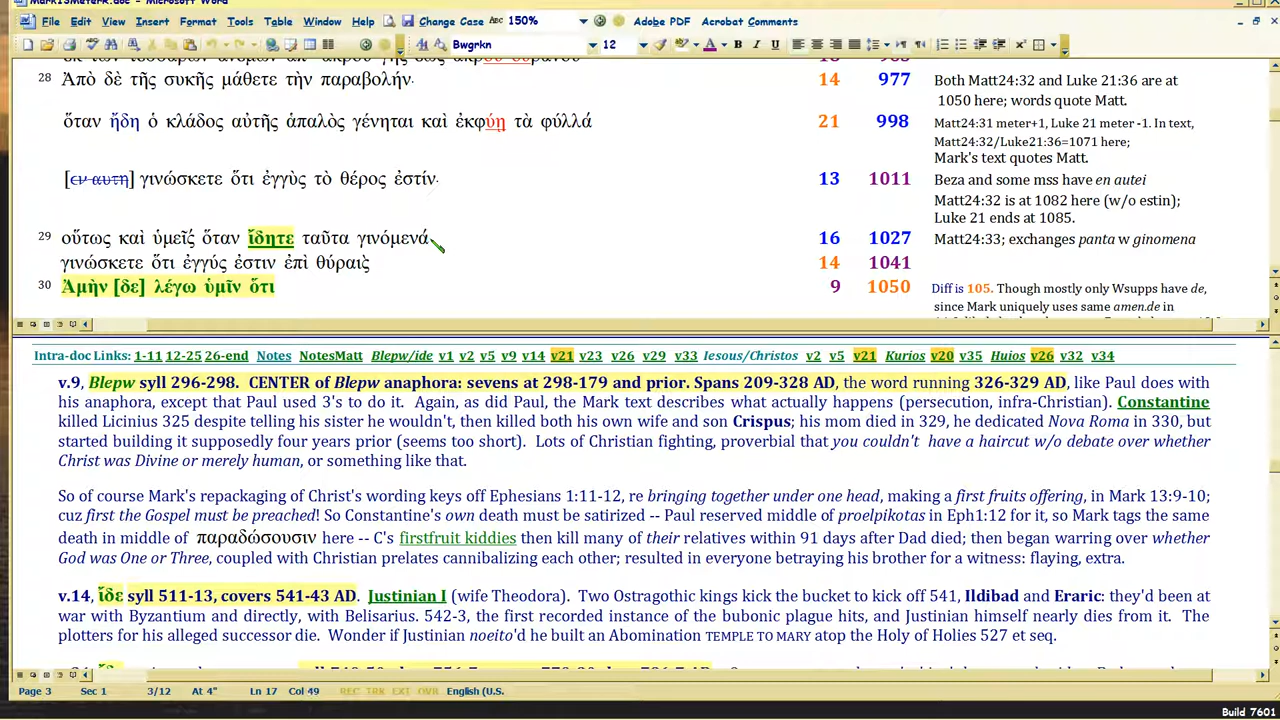 Mark13MeterR.doc - Microsoft Word
File Edit View Insert Format Tools Table Window Help Change Case ABC 150% Adobe PDF Acrobat Comments
Bwgrkn 12 B I U
28 Ἀπὸ δὲ τῆς συκῆς μάθετε τὴν παραβολήν· 14 977 Both Matt24:32 and Luke 21:36 are at
1050 here; words quote Matt.
ὅταν ἤδη ὁ κλάδος αὐτῆς ἁπαλὸς γένηται καὶ ἐκφύῃ τὰ φύλλά 21 998 Matt24:31 meter+1, Luke 21 meter -1. In text,
Matt24:32/Luke21:36=1071 here;
Mark's text quotes Matt.
[εν αυτη] γινώσκετε ὅτι ἐγγὺς τὸ θέρος ἐστίν· 13 1011 Beza and some mss have en autei
Matt24:32 is at 1082 here (w/o estin);
Luke 21 ends at 1085.
29 οὕτως καὶ ὑμεῖς ὅταν ἴδητε ταῦτα γινόμενά 16 1027 Matt24:33; exchanges panta w ginomena
γινώσκετε ὅτι ἐγγύς ἐστιν ἐπὶ θύραις 14 1041
30 Ἀμὴν [δε] λέγω ὑμῖν ὅτι 9 1050 Diff is 105. Though mostly only Wsupps have de,
since Mark uniquely uses same amen.de in
Intra-doc Links: 1-11 12-25 26-end Notes NotesMatt Blepw/ide v1 v2 v5 v9 v14 v21 v23 v26 v29 v33 Iesous/Christos v2 v5 v21 Kurios v20 v35 Huios v26 v32 v34
v.9, Blepw syll 296-298. CENTER of Blepw anaphora: sevens at 298-179 and prior. Spans 209-328 AD, the word running 326-329 AD, like Paul does with
his anaphora, except that Paul used 3's to do it. Again, as did Paul, the Mark text describes what actually happens (persecution, infra-Christian). Constantine
killed Licinius 325 despite telling his sister he wouldn't, then killed both his own wife and son Crispus; his mom died in 329, he dedicated Nova Roma in 330, but
started building it supposedly four years prior (seems too short). Lots of Christian fighting, proverbial that you couldn't have a haircut w/o debate over whether
Christ was Divine or merely human, or something like that.
So of course Mark's repackaging of Christ's wording keys off Ephesians 1:11-12, re bringing together under one head, making a first fruits offering, in Mark 13:9-10;
cuz first the Gospel must be preached! So Constantine's own death must be satirized -- Paul reserved middle of proelpikotas in Eph1:12 for it, so Mark tags the same
death in middle of παραδώσουσιν here -- C's firstfruit kiddies then kill many of their relatives within 91 days after Dad died; then began warring over whether
God was One or Three, coupled with Christian prelates cannibalizing each other; resulted in everyone betraying his brother for a witness: flaying, extra.
v.14, ἴδε syll 511-13, covers 541-43 AD. Justinian I (wife Theodora). Two Ostragothic kings kick the bucket to kick off 541, Ildibad and Eraric: they'd been at
war with Byzantium and directly, with Belisarius. 542-3, the first recorded instance of the bubonic plague hits, and Justinian himself nearly dies from it. The
plotters for his alleged successor die. Wonder if Justinian noeito'd he built an Abomination TEMPLE TO MARY atop the Holy of Holies 527 et seq.
Page 3 Sec 1 3/12 At 4" Ln 17 Col 49 REC TRK EXT OVR English (U.S.
Build 7601